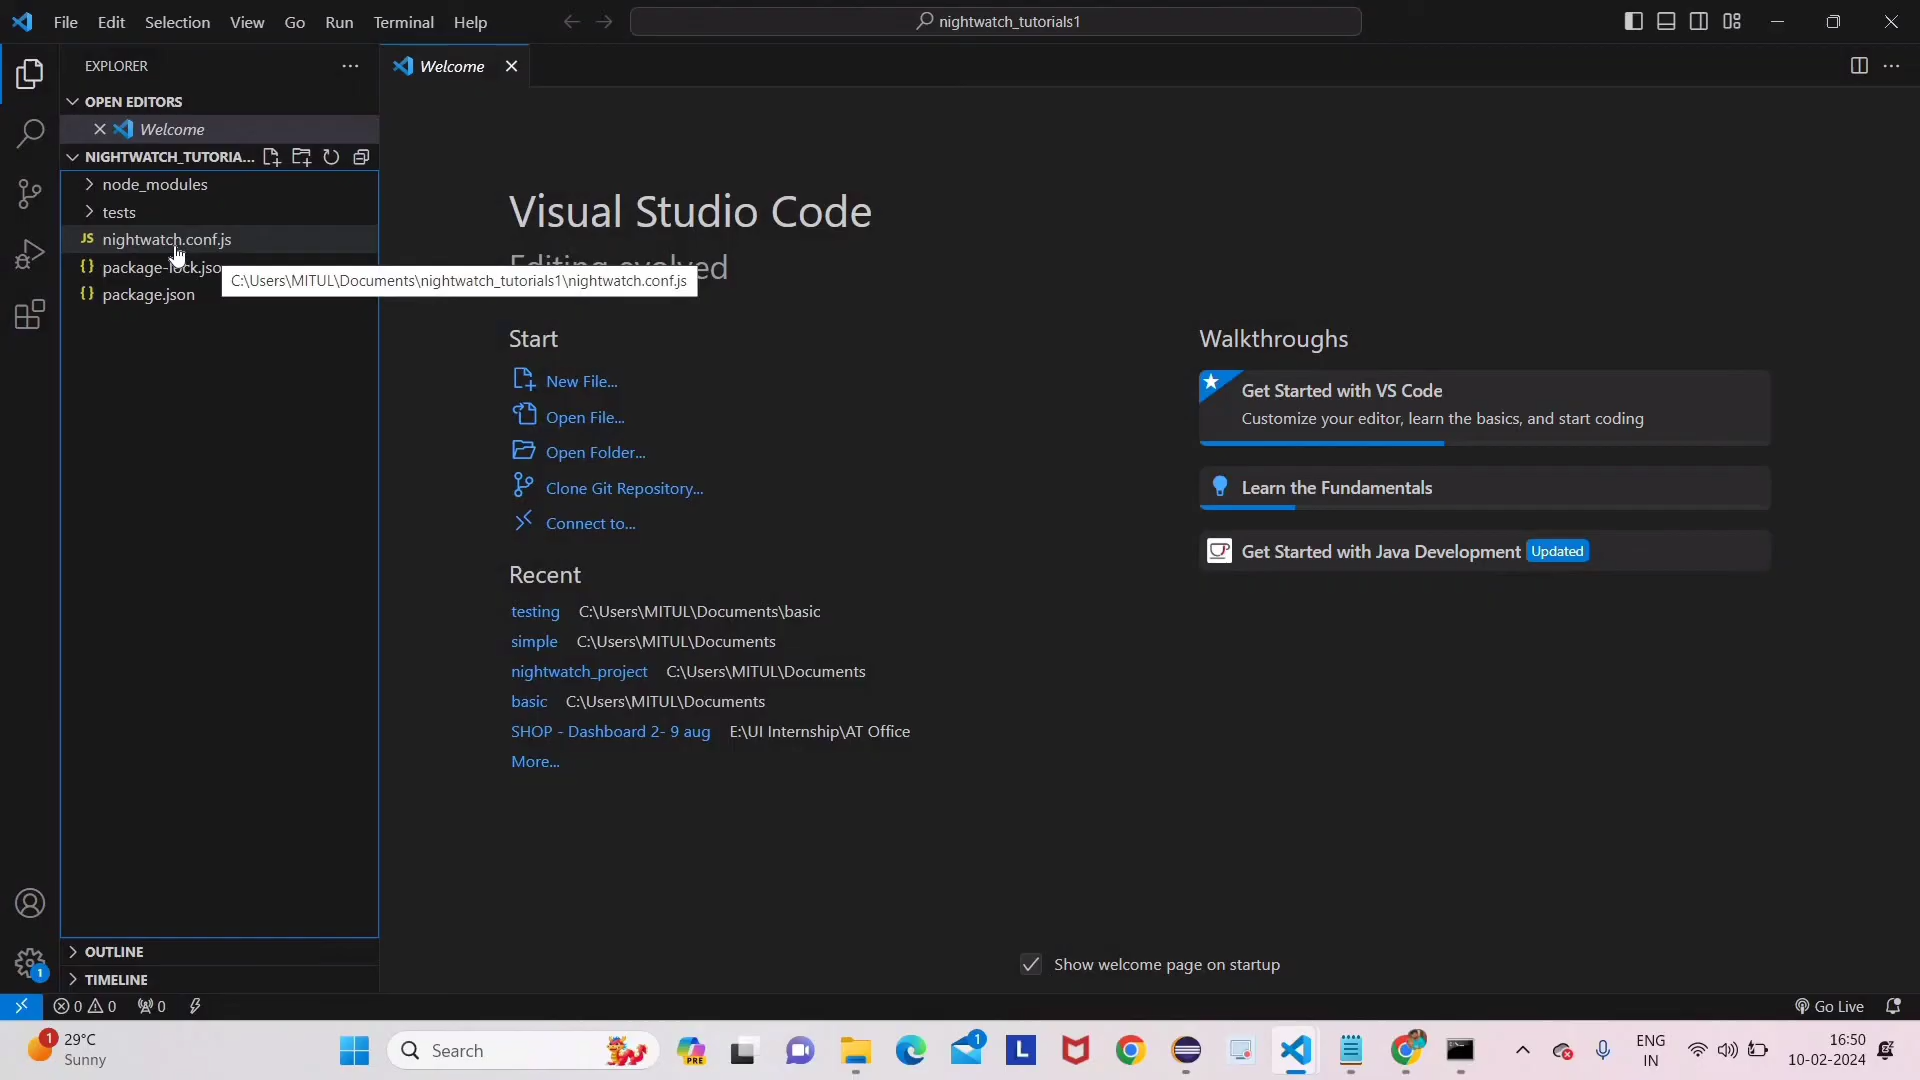 File Edit Selection View Go Run Terminal Help
nightwatch_tutorials1
EXPLORER
Welcome
OPEN EDITORS
Welcome
NIGHTWATCH_TUTORIA...
node_modules
tests
nightwatch.conf.js
package-lock.jso
package.json
C:\Users\MITUL\Documents\nightwatch_tutorials1\nightwatch.conf.js
Visual Studio Code
Editing evolved
Start
New File...
Open File...
Open Folder...
Clone Git Repository...
Connect to...
Recent
testing C:\Users\MITUL\Documents\basic
simple C:\Users\MITUL\Documents
nightwatch_project C:\Users\MITUL\Documents
basic C:\Users\MITUL\Documents
SHOP - Dashboard 2- 9 aug E:\UI Internship\AT Office
More...
Walkthroughs
Get Started with VS Code
Customize your editor, learn the basics, and start coding
Learn the Fundamentals
Get Started with Java Development Updated
Show welcome page on startup
OUTLINE
TIMELINE
1
0 0 0
Go Live
1
29°C
Sunny
Search
PRE
1
L
ENG
IN
16:50
10-02-2024